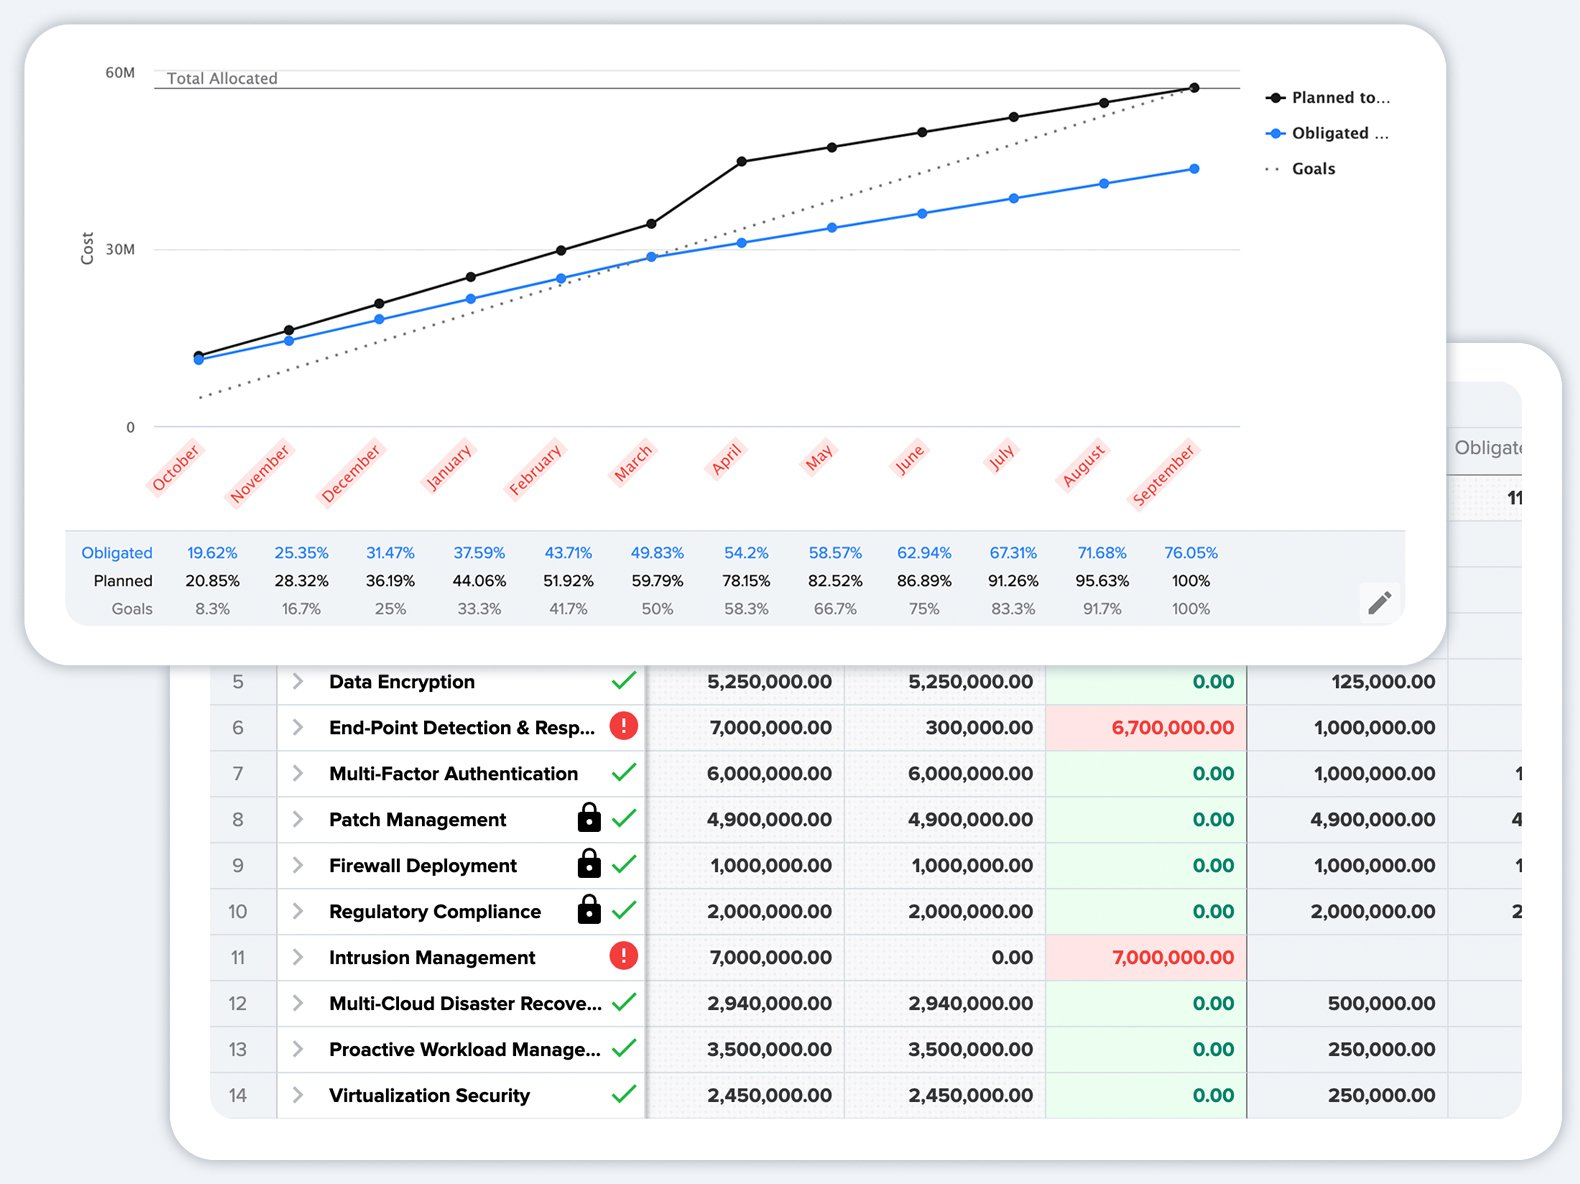 60M
Total Allocated
Planned to...
Obligated ...
Goals
Cost
30M
0
October November December January February March April May June July August September
Obligated 19.62% 25.35% 31.47% 37.59% 43.71% 49.83% 54.2% 58.57% 62.94% 67.31% 71.68% 76.05%
Planned 20.85% 28.32% 36.19% 44.06% 51.92% 59.79% 78.15% 82.52% 86.89% 91.26% 95.63% 100%
Goals 8.3% 16.7% 25% 33.3% 41.7% 50% 58.3% 66.7% 75% 83.3% 91.7% 100%
11
5 Data Encryption 5,250,000.00 5,250,000.00 0.00 125,000.00
6 End-Point Detection & Resp... 7,000,000.00 300,000.00 6,700,000.00 1,000,000.00
7 Multi-Factor Authentication 6,000,000.00 6,000,000.00 0.00 1,000,000.00 1
8 Patch Management 4,900,000.00 4,900,000.00 0.00 4,900,000.00 4
9 Firewall Deployment 1,000,000.00 1,000,000.00 0.00 1,000,000.00 1
10 Regulatory Compliance 2,000,000.00 2,000,000.00 0.00 2,000,000.00 2
11 Intrusion Management 7,000,000.00 0.00 7,000,000.00
12 Multi-Cloud Disaster Recove... 2,940,000.00 2,940,000.00 0.00 500,000.00
13 Proactive Workload Manage... 3,500,000.00 3,500,000.00 0.00 250,000.00
14 Virtualization Security 2,450,000.00 2,450,000.00 0.00 250,000.00